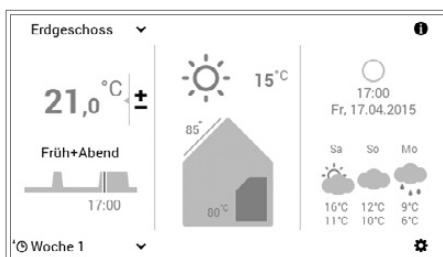 Erdgeschoss
21,0 °C ±
Früh+Abend
17:00
Woche 1
15°C
85°
80°C
17:00
Fr, 17.04.2015
Sa So Mo
16°C 12°C 9°C
11°C 10°C 6°C